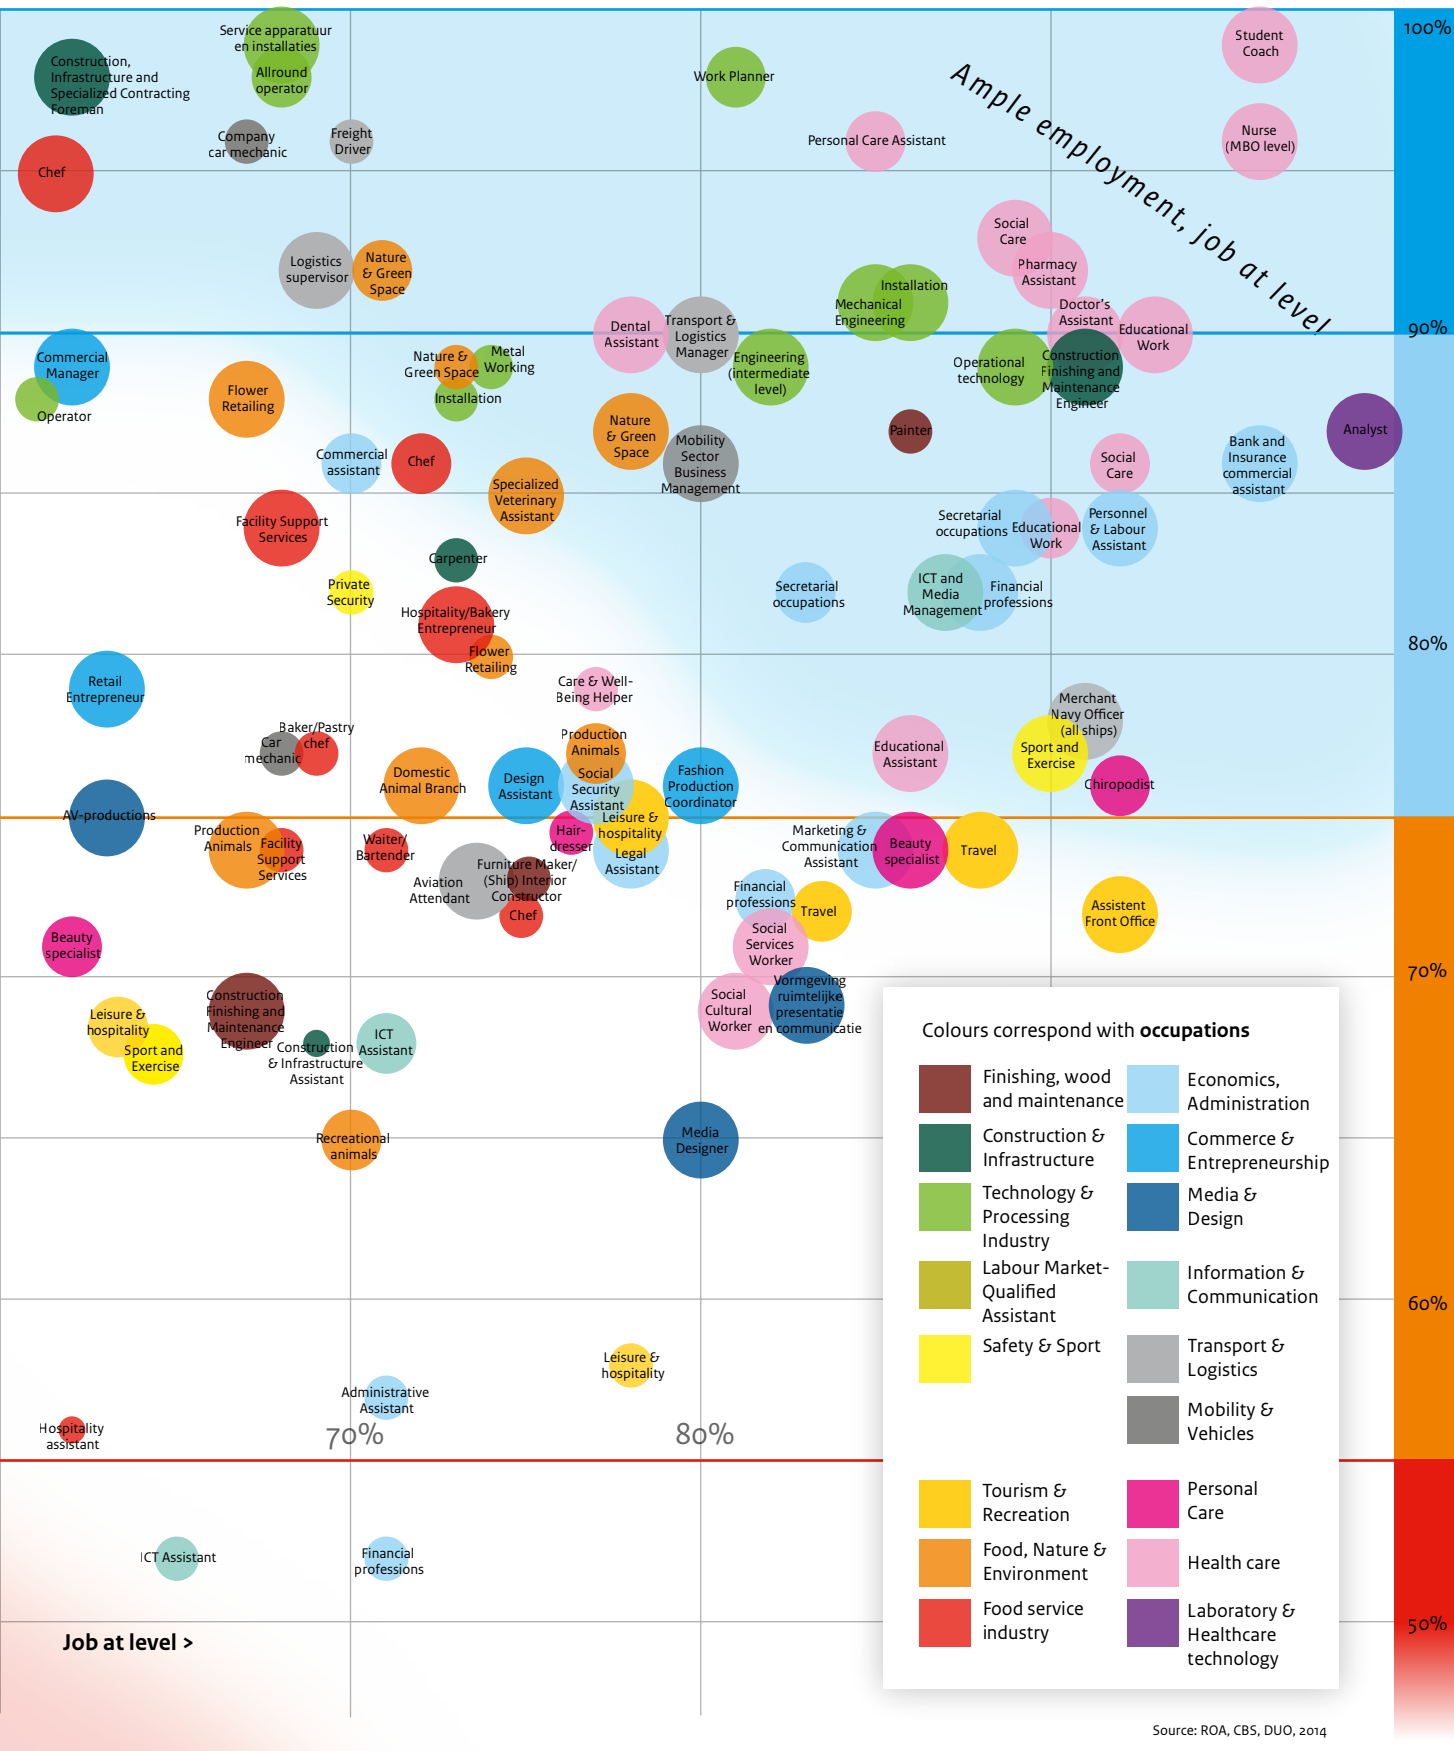 100%
Service apparatuur
en installaties
Student
Coach
Construction,
Infrastructure and
Specialized Contracting
Foreman
Allround
operator
Work Planner
Ample employment, job at level
Company
car mechanic
Freight
Driver
Personal Care Assistant
Nurse
(MBO level)
Chef
Social
Care
Logistics
supervisor
Nature
& Green
Space
Pharmacy
Assistant
Installation
Mechanical
Engineering
Doctor's
Assistant
Educational
Work
Dental
Assistant
Transport &
Logistics
Manager
90%
Commercial
Manager
Nature &
Green Space
Metal
Working
Engineering
(intermediate
level)
Operational
technology
Construction
Finishing and
Maintenance
Engineer
Operator
Flower
Retailing
Installation
Nature
& Green
Space
Painter
Analyst
Commercial
assistant
Chef
Mobility
Sector
Business
Management
Social
Care
Bank and
Insurance
commercial
assistant
Specialized
Veterinary
Assistant
Facility Support
Services
Secretarial
occupations
Educational
Work
Personnel
& Labour
Assistant
Carpenter
Private
Security
Secretarial
occupations
ICT and
Media
Management
Financial
professions
Hospitality/Bakery
Entrepreneur
Flower
Retailing
80%
Retail
Entrepreneur
Care & Well-
Being Helper
Merchant
Navy Officer
(all ships)
Baker/Pastry
chef
Car
mechanic
Production
Animals
Educational
Assistant
Sport and
Exercise
Domestic
Animal Branch
Design
Assistant
Social
Security
Assistant
Fashion
Production
Coordinator
Chiropodist
AV-productions
Leisure &
hospitality
Production
Animals
Facility
Support
Services
Waiter/
Bartender
Hair-
dresser
Legal
Assistant
Marketing &
Communication
Assistant
Beauty
specialist
Travel
Aviation
Attendant
Furniture Maker/
(Ship) Interior
Constructor
Chef
Financial
professions
Travel
Assistent
Front Office
Beauty
specialist
Social
Services
Worker
70%
Construction
Finishing and
Maintenance
Engineer
Social
Cultural
Worker
Vormgeving
ruimtelijke
presentatie
en communicatie
Leisure &
hospitality
Sport and
Exercise
Construction
& Infrastructure
Assistant
ICT
Assistant
Recreational
animals
Media
Designer
60%
Leisure &
hospitality
Administrative
Assistant
Hospitality
assistant
70%
80%
ICT Assistant
Financial
professions
50%
Job at level >
Colours correspond with occupations
Finishing, wood
and maintenance
Construction &
Infrastructure
Technology &
Processing
Industry
Labour Market-
Qualified
Assistant
Safety & Sport
Tourism &
Recreation
Food, Nature &
Environment
Food service
industry
Economics,
Administration
Commerce &
Entrepreneurship
Media &
Design
Information &
Communication
Transport &
Logistics
Mobility &
Vehicles
Personal
Care
Health care
Laboratory &
Healthcare
technology
Source: ROA, CBS, DUO, 2014